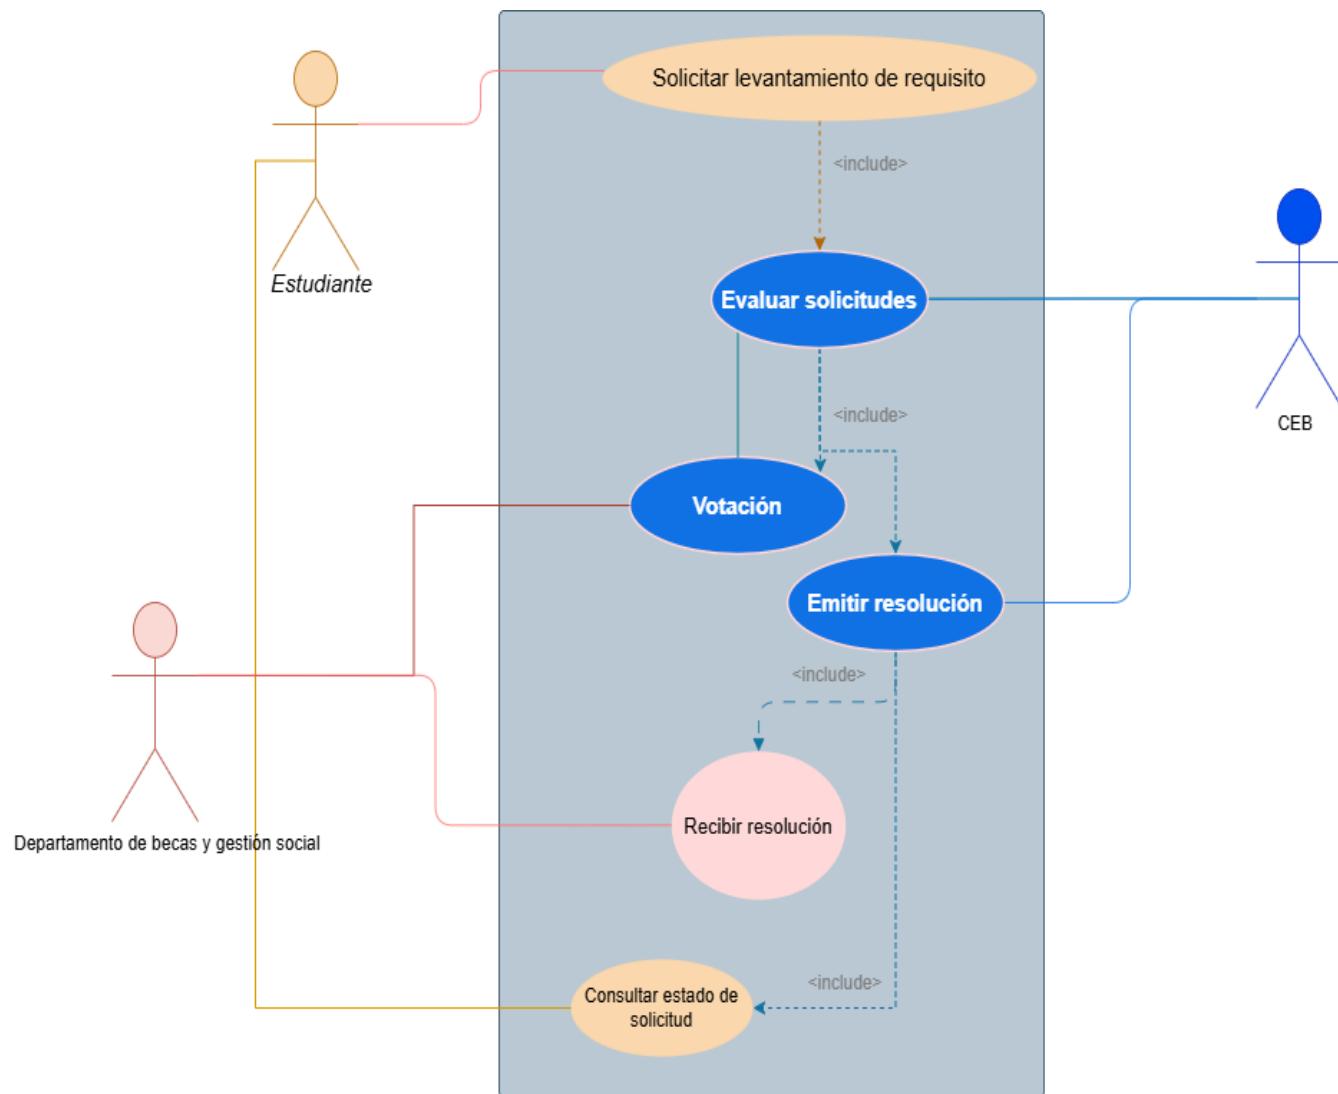 Solicitar levantamiento de requisito
<include>
Estudiante
Evaluar solicitudes
CEB
<include>
Votación
Emitir resolución
<include>
Recibir resolución
Departamento de becas y gestión social
<include>
Consultar estado de
solicitud